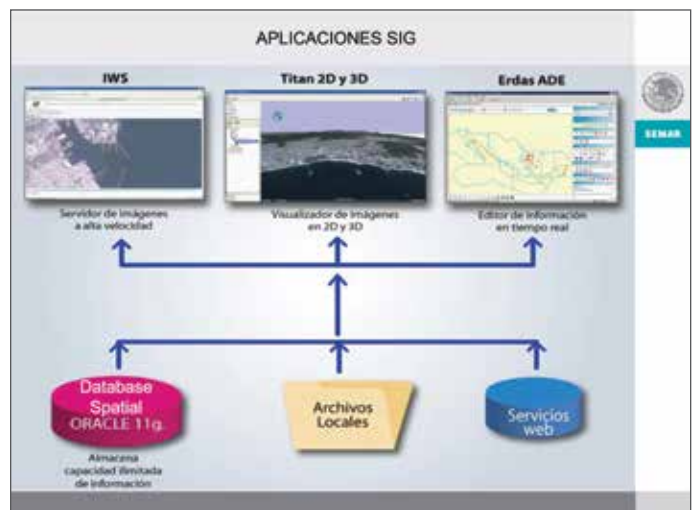 APLICACIONES SIG
IWS
Titan 2D y 3D
Erdas ADE
SEMAR
Servidor de imágenes
a alta velocidad
Visualizador de Imágenes
en 2D y 3D
Editor de Información
en tiempo real
Database
Spatial
ORACLE 11g.
Archivos
Locales
Servicios
web
Almacena
capacidad ilimitada
de información